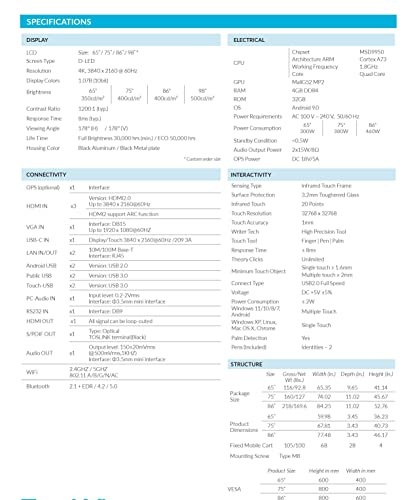 SPECIFICATIONS
DISPLAY
LCD Size: 65"/ 75"/ 86"/ 98"*
Screen Type D-LED
Resolution 4K, 3840 x 2160 @ 60Hz
Display Colors 1.07B (10bit)
Brightness 65" 75" 86" 98"
350cd/m² 400cd/m² 400cd/m² 500cd/m²
Contrast Ratio 1200:1 (typ.)
Response Time 8ms (typ.)
Viewing Angle 178° (H) / 178° (V)
Life Time Full Brightness 30,000 hrs.(min.) / ECO 50,000 hrs
Housing Color Black Aluminum / Black Metal plate
* Custom order size
CONNECTIVITY
OPS (optional) x1 Interface
HDMI IN x3 Version: HDMI2.0
Up to 3840 x 2160@60Hz
HDMI2 support ARC function
VGA IN x1 Interface: DB15
Up to 1920 x 1080@60Hz
USB-C IN x1 Display/Touch 3840 x 2160@60Hz /20V 3A
LAN IN/OUT x2 10M/100M Base-T
Interface: RJ45
Android USB x2 Version: USB 2.0
Public USB x2 Version: USB 3.0
Touch USB x2 Version: USB 3.0
PC Audio IN x1 Input level: 0.2-2Vrms
Interface: Φ3.5mm mini interface
RS232 IN x1 Interface: DB9
HDMI OUT x1 All signal can be loop-outed
S/PDIF OUT x1 Type: Optical
TOSLINK terminal(Black)
Audio OUT x1 Output level: 150±20mVrms
(@500mVrms,1KHZ)
Interface: Φ3.5mm mini interface
WiFi 2.4GHZ / 5GHZ
802.11 A/B/G/N/AC
Bluetooth 2.1 + EDR / 4.2 / 5.0
ELECTRICAL
CPU Chipset MSD9950
Architecture ARM Cortex A73
Working Frequency 1.8GHz
Core Quad Core
GPU MaliG52 MP2
RAM 4GB DDR4
ROM 32GB
OS Android 9.0
Power Requirements AC 100 V ~ 240 V, 50/60 Hz
Power Consumption 65" 75" 86"
300W 380W 460W
Standby Condition <0.5W
Audio Output Power 2x15W/8Ω
OPS Power DC 18V/5A
INTERACTIVITY
Sensing Type Infrared Touch Frame
Surface Protection 3.2mm Toughened Glass
Infrared Touch 20 Points
Touch Resolution 32768 x 32768
Touch Accuracy 1mm
Writer Tech High Precision Tool
Touch Tool Finger | Pen | Palm
Response Time < 8ms
Theory Clicks Unlimited
Minimum Touch Object Single-touch ≥ 1.6mm
Multiple touch ≥ 2mm
Connect Type USB2.0 Full Speed
Voltage DC +5V ±5%
Power Consumption ≤ 2W
Windows 11/10/8/7, Android Multiple Touch
Windows XP, Linux, Mac OS X, Chrome Single Touch
Palm Detection Yes
Pens (Included) Identities – 2
STRUCTURE
Size Gross/Net Wt (lbs.) Width (in.) Depth (in.) Height (in.)
Package Size 65" 116/92.8 65.35 9.65 41.14
75" 160/127 74.02 11.02 45.67
86" 218/169.6 84.25 11.02 52.76
Product Dimensions 65" 59.98 3.45 36.23
75" 67.81 3.43 40.73
86" 77.48 3.43 46.17
Fixed Mobile Cart 105/100 68 28 4
Mounting Screw Type M8
VESA Product Size Height in mm Width in mm
65" 600 400
75" 800 400
86" 800 600